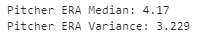 Pitcher ERA Median: 4.17
Pitcher ERA Variance: 3.229